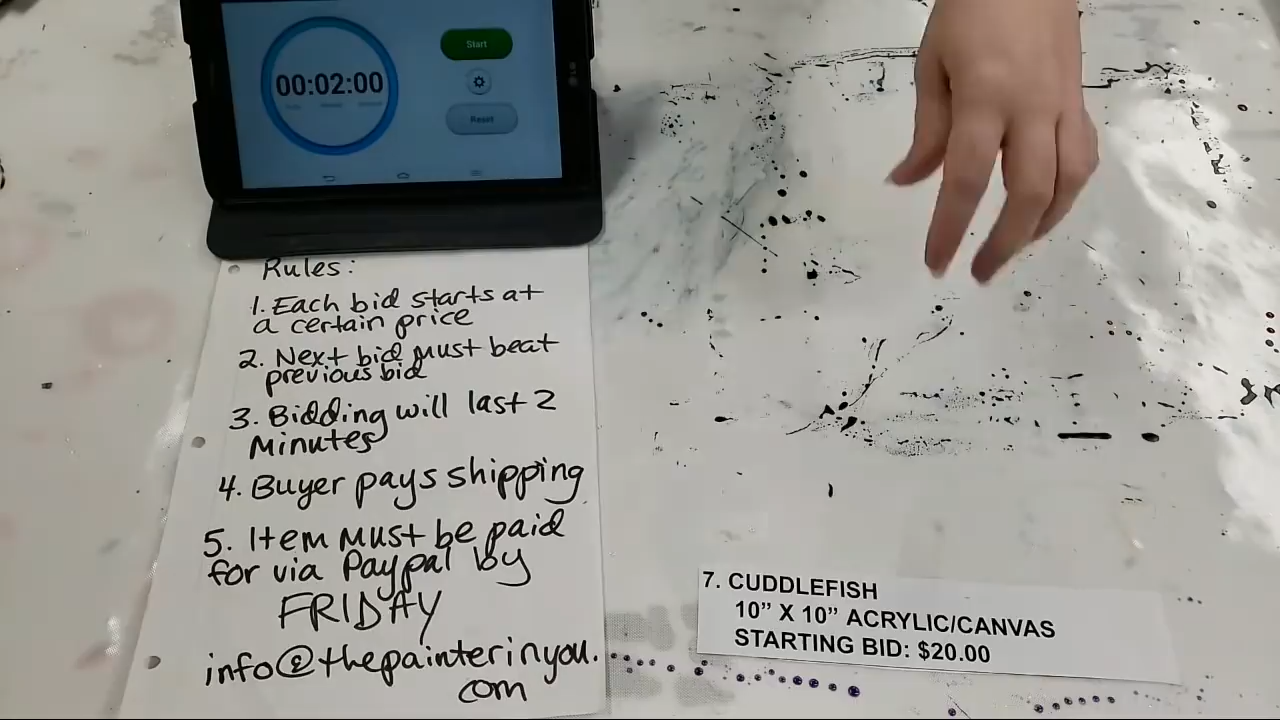 00:02:00
Start
Reset
LG
Rules:
1. Each bid starts at
a certain price
2. Next bid must beat
previous bid
3. Bidding will last 2
Minutes
4. Buyer pays shipping
5. Item must be paid
for via Paypal by
FRIDAY
info@thepainterinyou.
com
7. CUDDLEFISH
10” X 10” ACRYLIC/CANVAS
STARTING BID: $20.00